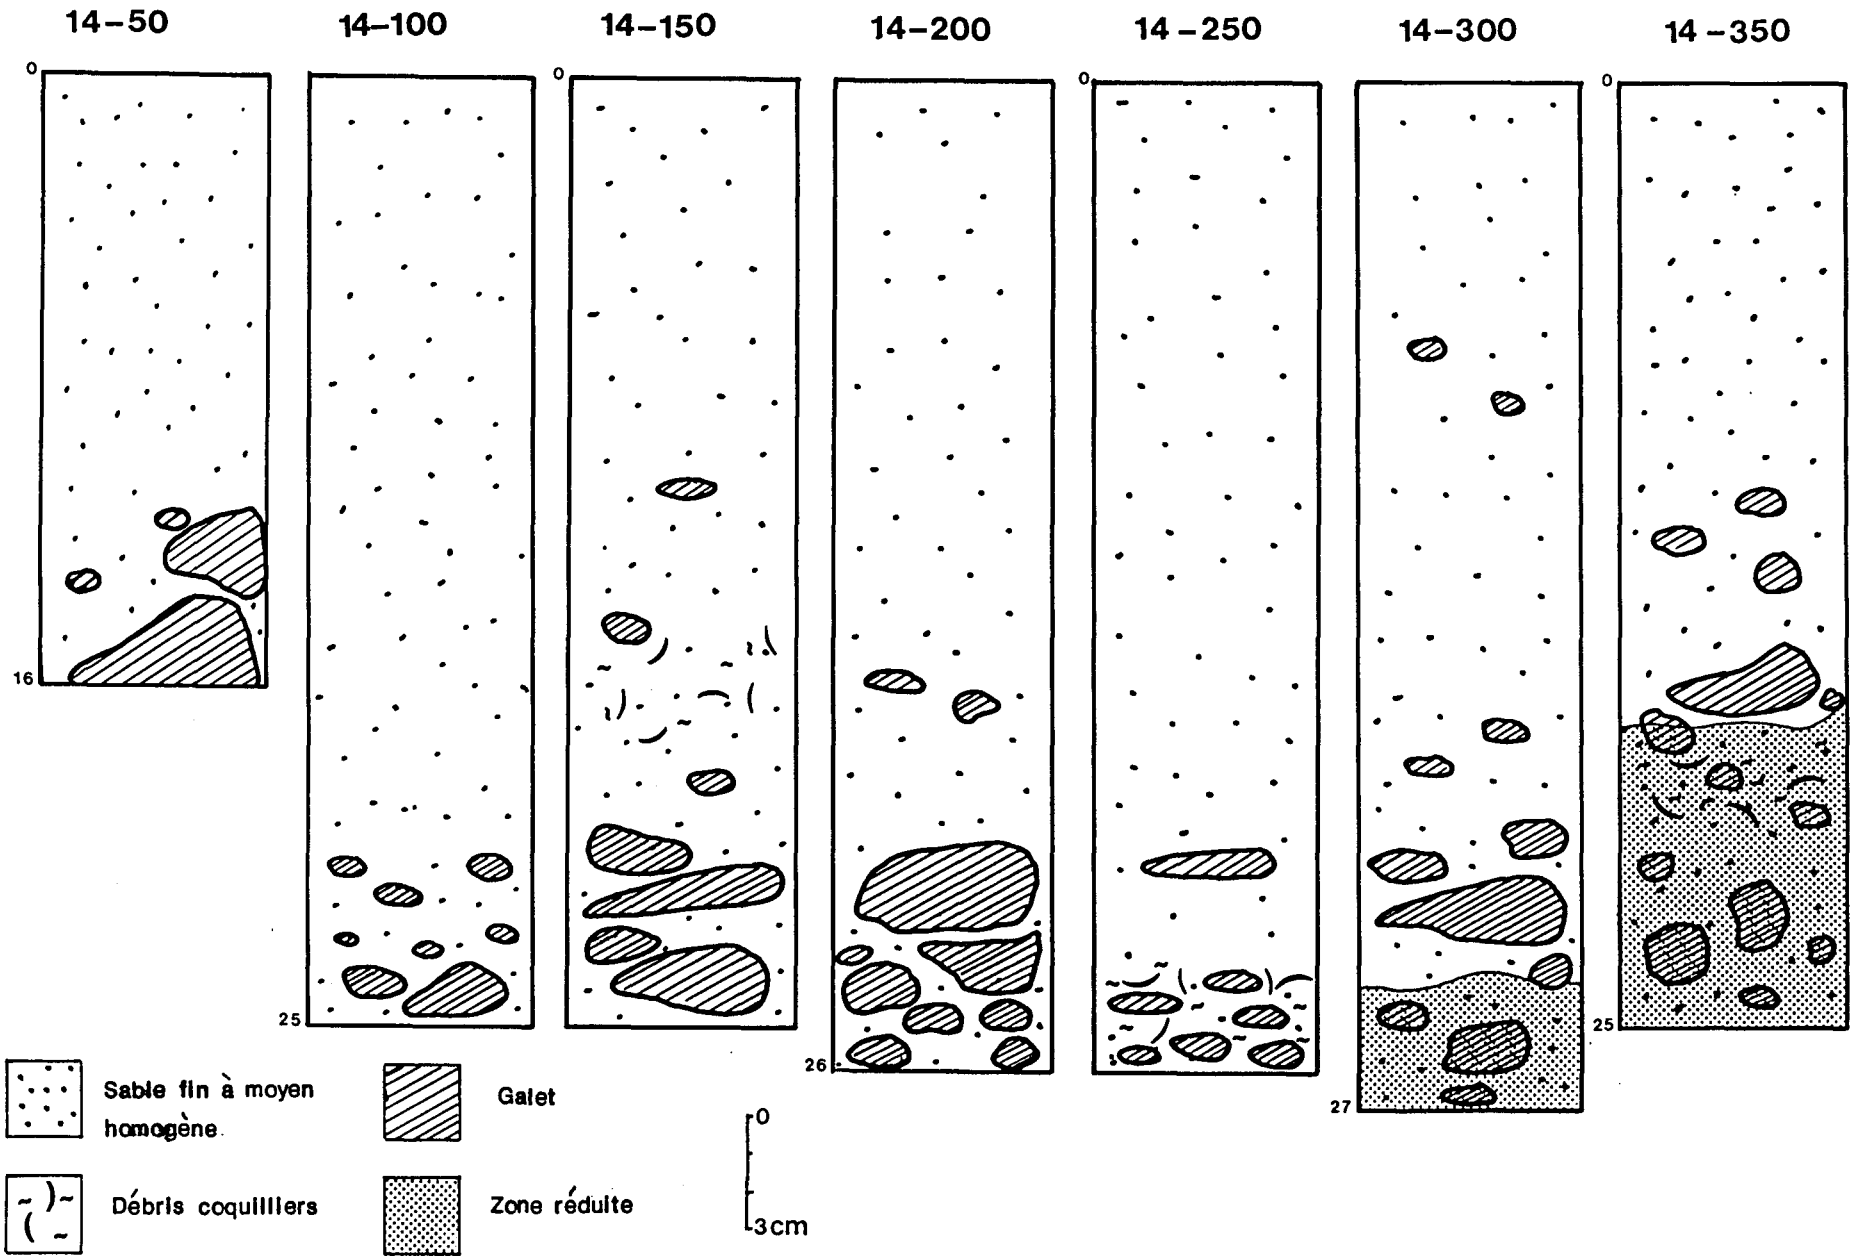 14-50 14-100 14-150 14-200 14-250 14-300 14-350
0 0 0 0
16
25 25
26
27
Sable fin à moyen
homogène.
Galet
0
3cm
Débris coquilliers
Zone réduite